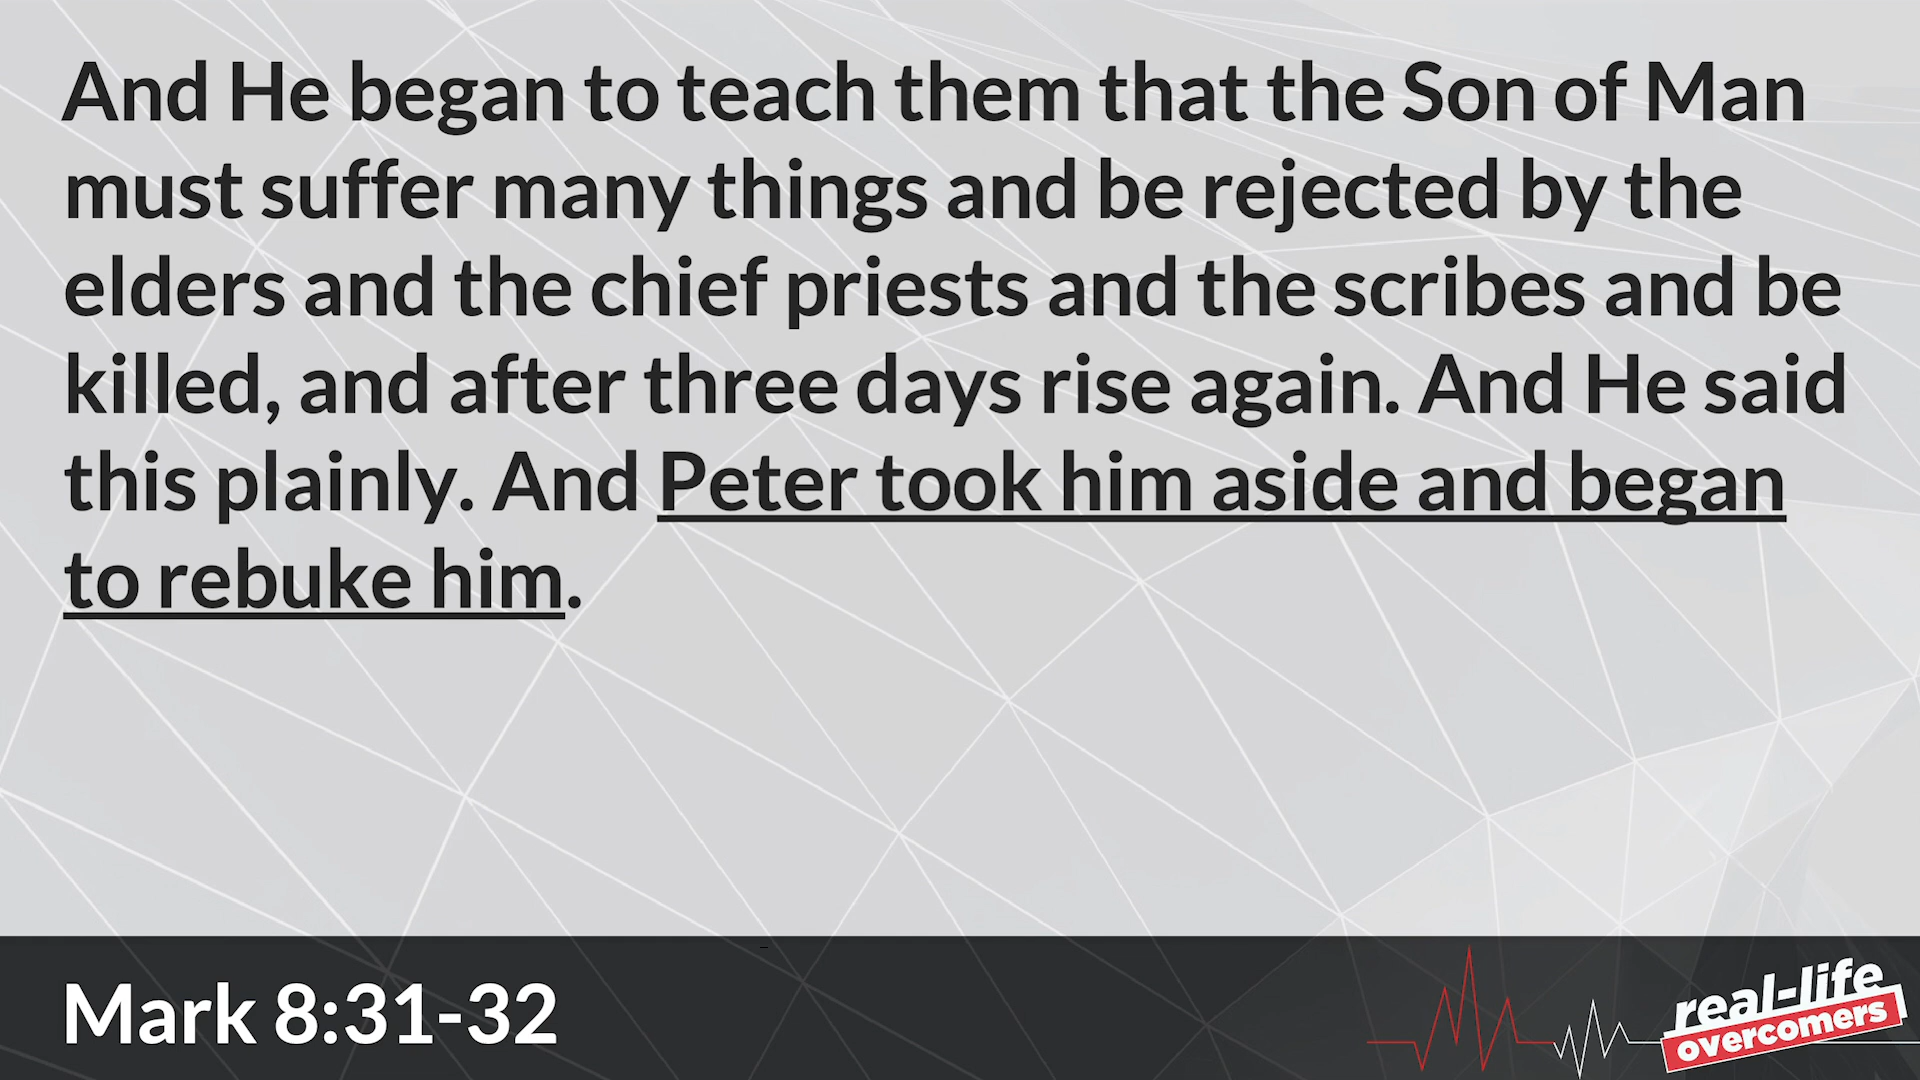 And He began to teach them that the Son of Man
must suffer many things and be rejected by the
elders and the chief priests and the scribes and be
killed, and after three days rise again. And He said
this plainly. And Peter took him aside and began
to rebuke him.
Mark 8:31-32
real-life
overcomers